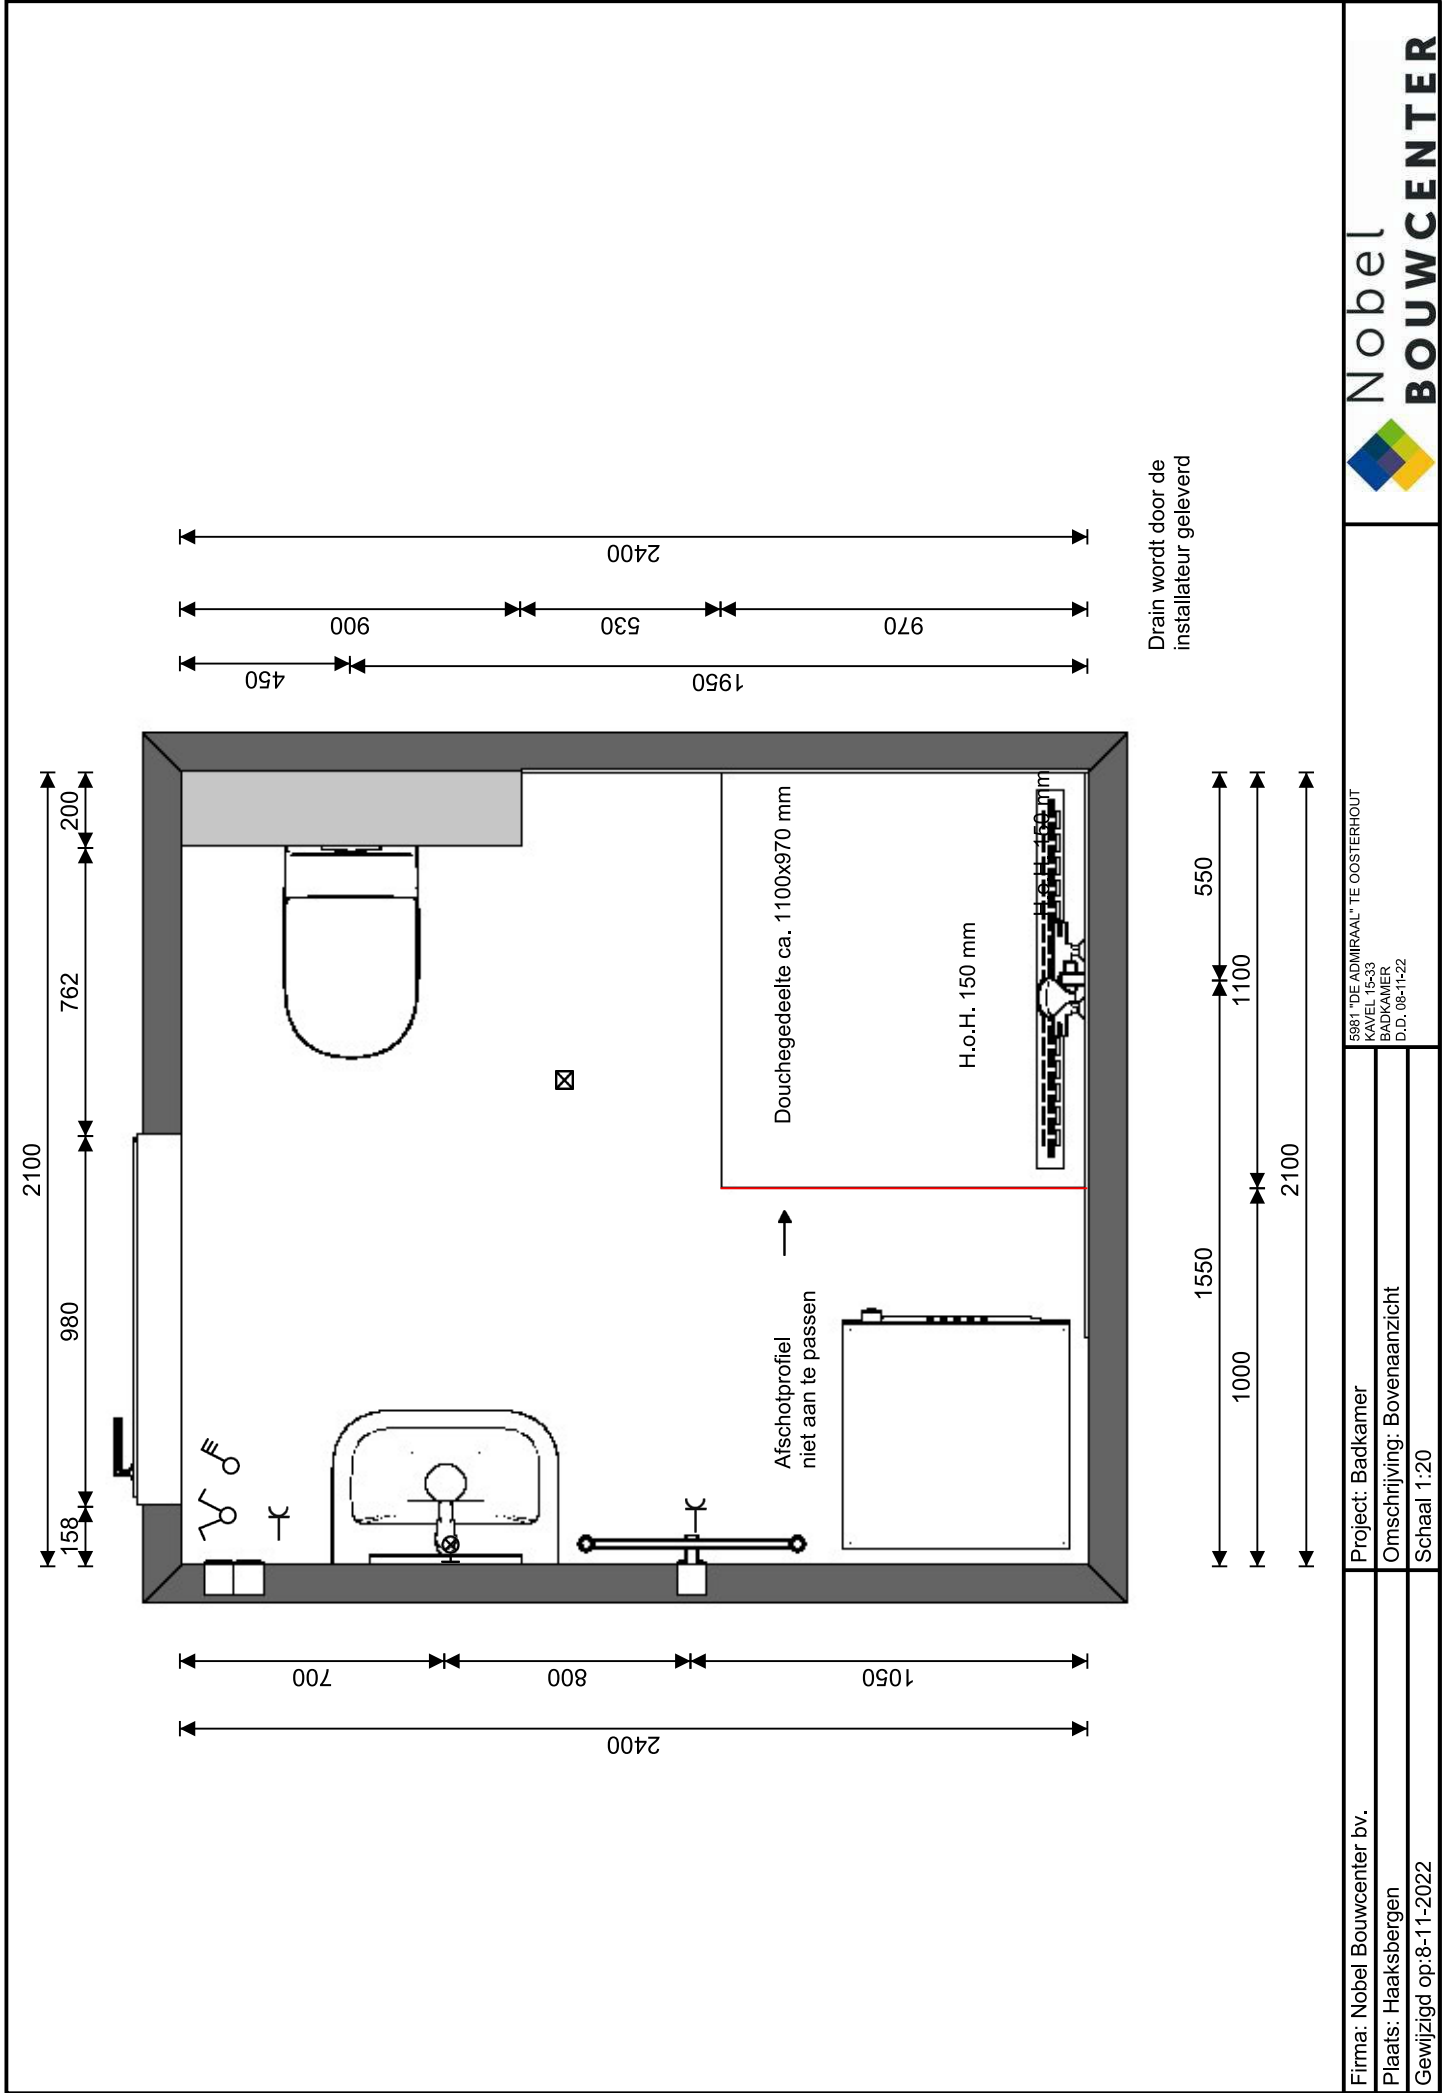 2100
158
980
762
200
2400
900
530
970
450
1950
700
800
1050
2400
Douchegedeelte ca. 1100x970 mm
H.o.H. 150 mm
H.o.H. 150 mm
Afschotprofiel
niet aan te passen
Drain wordt door de
installateur geleverd
1550
550
1000
1100
2100
Firma: Nobel Bouwcenter bv.
Plaats: Haaksbergen
Gewijzigd op:8-11-2022
Project: Badkamer
Omschrijving: Bovenaanzicht
Schaal 1:20
5981 "DE ADMIRAAL" TE OOSTERHOUT
KAVEL 15-33
BADKAMER
D.D. 08-11-22
Nobel
BOUWCENTER